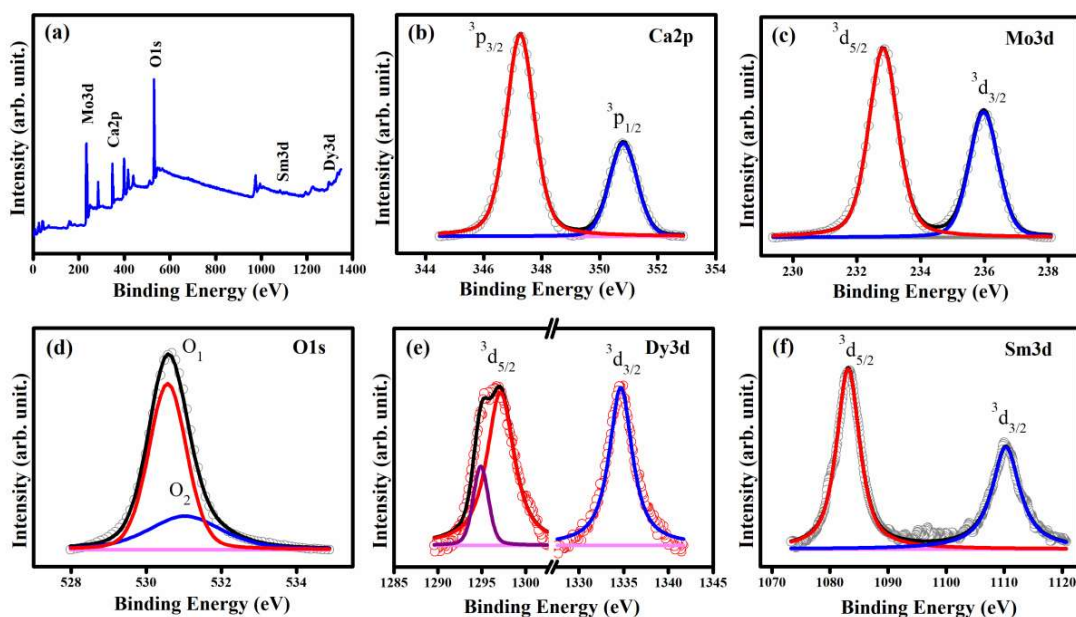 (a)
Mo3d
Ca2p
O1s
Sm3d
Dy3d
Intensity (arb. unit.)
0 200 400 600 800 1000 1200 1400
Binding Energy (eV)
(b)
Ca2p
³p3/2
³p1/2
Intensity (arb. unit.)
344 346 348 350 352 354
Binding Energy (eV)
(c)
Mo3d
³d5/2
³d3/2
Intensity (arb. unit.)
230 232 234 236 238
Binding Energy (eV)
(d)
O1s
O1
O2
Intensity (arb. unit.)
528 530 532 534
Binding Energy (eV)
(e)
Dy3d
³d5/2
³d3/2
Intensity (arb. unit.)
1285 1290 1295 1300 1330 1335 1340 1345
Binding Energy (eV)
(f)
Sm3d
³d5/2
³d3/2
Intensity (arb. unit.)
1070 1080 1090 1100 1110 1120
Binding Energy (eV)